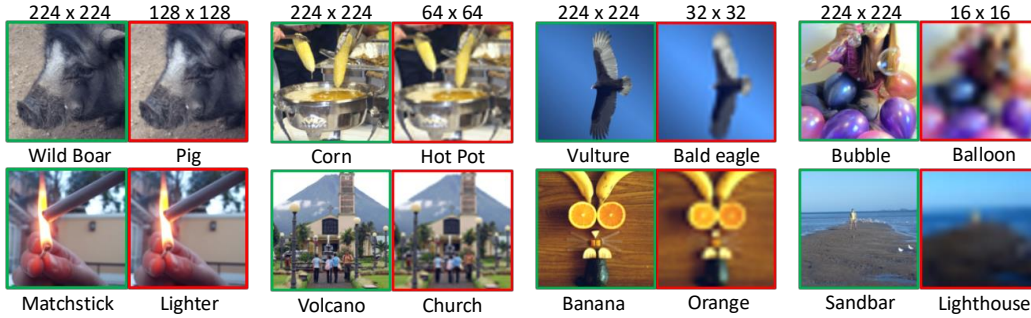 224 x 224 128 x 128 224 x 224 64 x 64 224 x 224 32 x 32 224 x 224 16 x 16
Wild Boar Pig Corn Hot Pot Vulture Bald eagle Bubble Balloon
Matchstick Lighter Volcano Church Banana Orange Sandbar Lighthouse